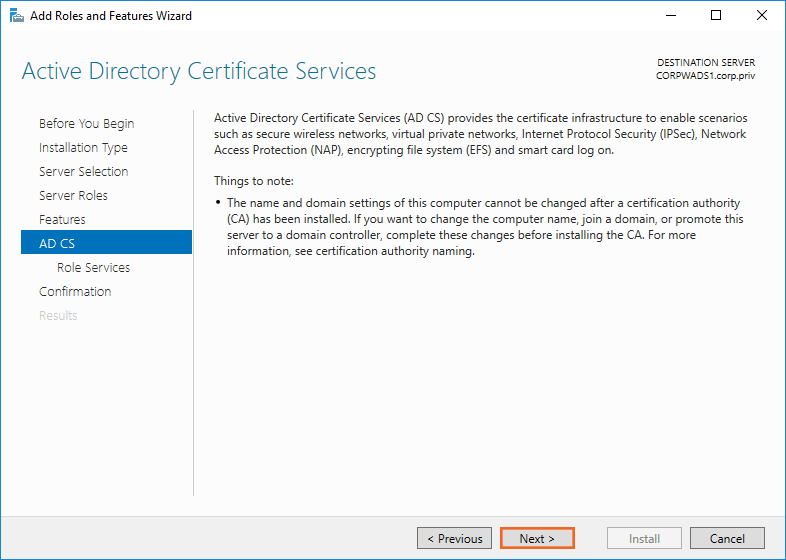 Add Roles and Features Wizard
Active Directory Certificate Services
DESTINATION SERVER
CORPWADS1.corp.priv
Before You Begin
Installation Type
Server Selection
Server Roles
Features
AD CS
Role Services
Confirmation
Results
Active Directory Certificate Services (AD CS) provides the certificate infrastructure to enable scenarios
such as secure wireless networks, virtual private networks, Internet Protocol Security (IPSec), Network
Access Protection (NAP), encrypting file system (EFS) and smart card log on.
Things to note:
• The name and domain settings of this computer cannot be changed after a certification authority
(CA) has been installed. If you want to change the computer name, join a domain, or promote this
server to a domain controller, complete these changes before installing the CA. For more
information, see certification authority naming.
< Previous
Next >
Install
Cancel